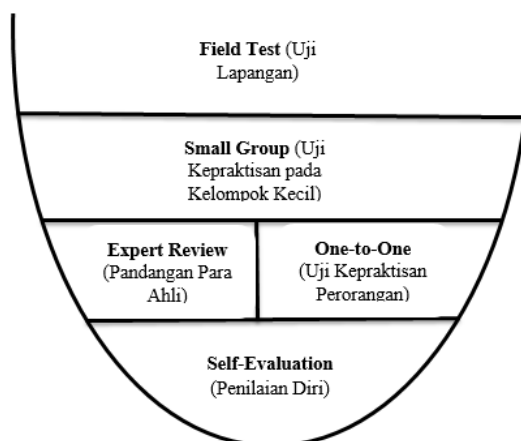 Field Test (Uji
Lapangan)
Small Group (Uji
Kepraktisan pada
Kelompok Kecil)
Expert Review
(Pandangan Para
Ahli)
One-to-One
(Uji Kepraktisan
Perorangan)
Self-Evaluation
(Penilaian Diri)